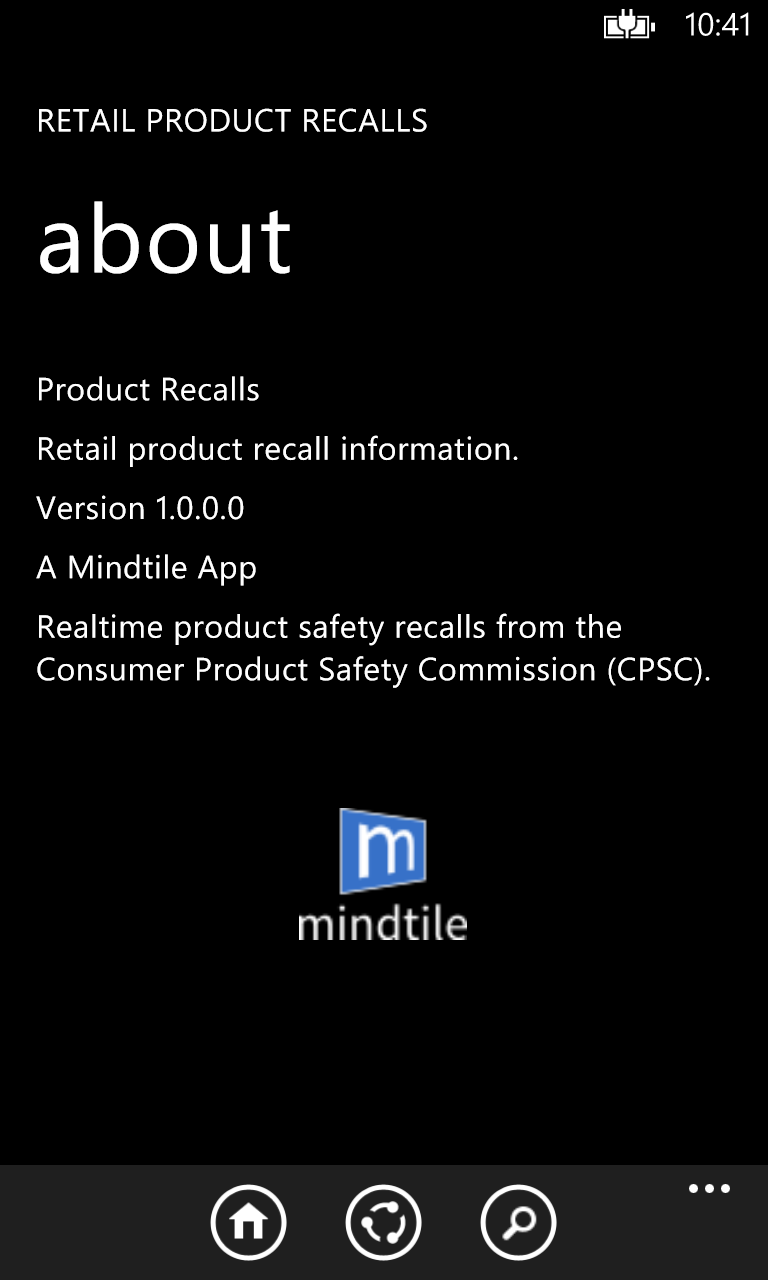 10:41
RETAIL PRODUCT RECALLS
about
Product Recalls
Retail product recall information.
Version 1.0.0.0
A Mindtile App
Realtime product safety recalls from the
Consumer Product Safety Commission (CPSC).
m
mindtile